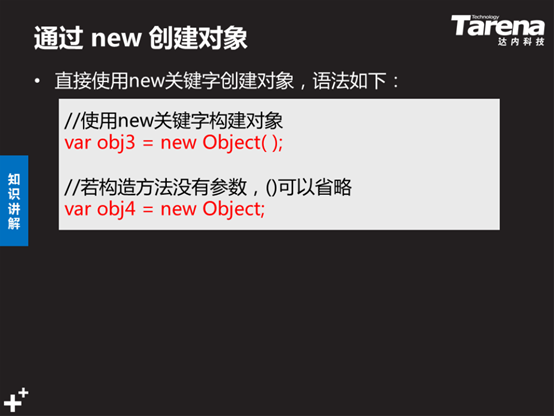 通过 new 创建对象
Technology
Tarena
达内科技
• 直接使用new关键字创建对象，语法如下：
//使用new关键字构建对象
var obj3 = new Object( );
//若构造方法没有参数，()可以省略
var obj4 = new Object;
知识讲解